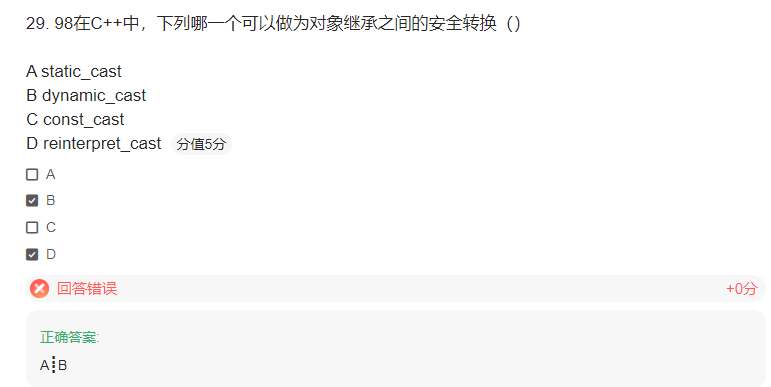 29. 98在C++中，下列哪一个可以做为对象继承之间的安全转换（）
A static_cast
B dynamic_cast
C const_cast
D reinterpret_cast 分值5分
A
B
C
D
回答错误 +0分
正确答案:
A┋B